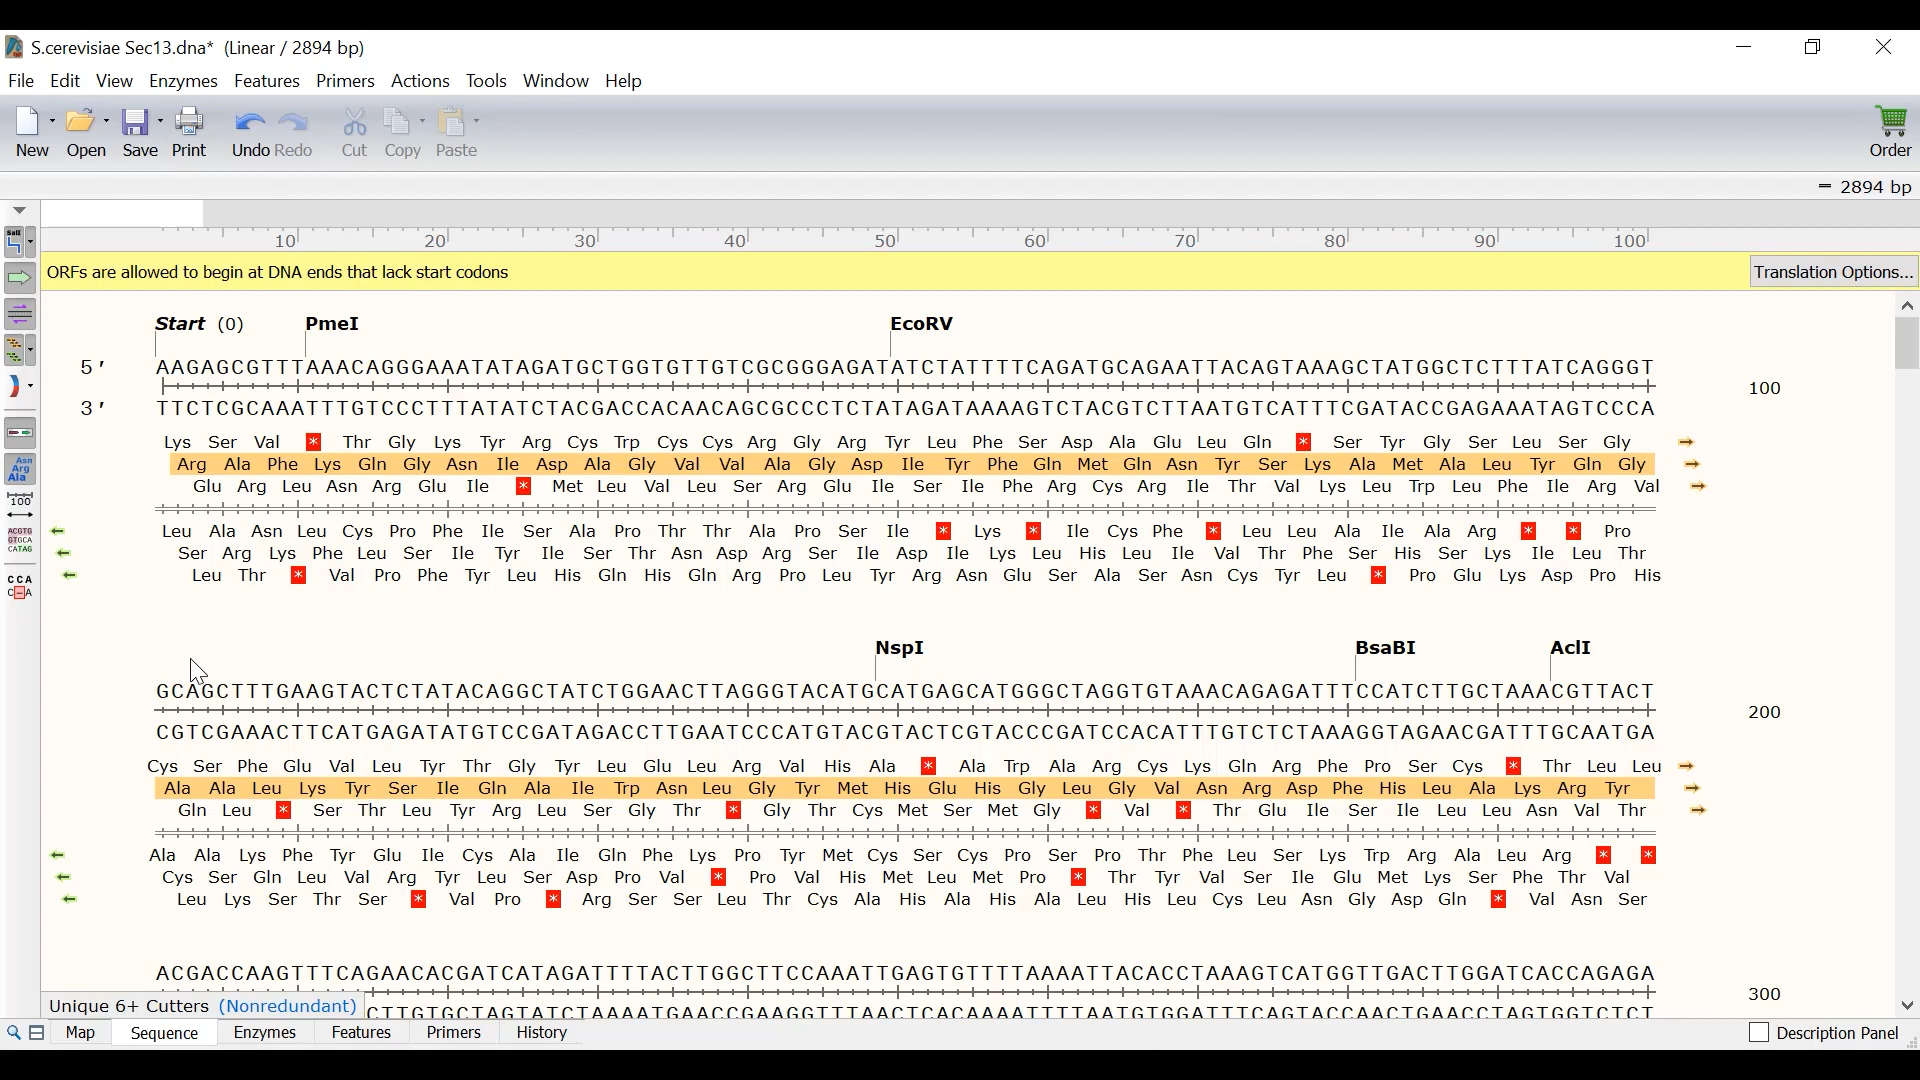 S.cerevisiae Sec13.dna* (Linear / 2894 bp)
File Edit View Enzymes Features Primers Actions Tools Window Help
New Open Save Print Undo Redo Cut Copy Paste Order
= 2894 bp
10 20 30 40 50 60 70 80 90 100
ORFs are allowed to begin at DNA ends that lack start codons Translation Options...
Start (0) PmeI EcoRV
5′ AAGAGCGTTTAAACAGGGAAATATAGATGCTGGTGTTGTCGCGGGAGATATCTATTTTCAGATGCAGAATTACAGTAAAGCTATGGCTCTTTATCAGGGT
100
3′ TTCTCGCAAATTTGTCCCTTTATATCTACGACCACAACAGCGCCCTCTATAGATAAAAGTCTACGTCTTAATGTCATTTCGATACCGAGAAATAGTCCCA
Lys Ser Val * Thr Gly Lys Tyr Arg Cys Trp Cys Cys Arg Gly Arg Tyr Leu Phe Ser Asp Ala Glu Leu Gln * Ser Tyr Gly Ser Leu Ser Gly
Arg Ala Phe Lys Gln Gly Asn Ile Asp Ala Gly Val Val Ala Gly Asp Ile Tyr Phe Gln Met Gln Asn Tyr Ser Lys Ala Met Ala Leu Tyr Gln Gly
Glu Arg Leu Asn Arg Glu Ile * Met Leu Val Leu Ser Arg Glu Ile Ser Ile Phe Arg Cys Arg Ile Thr Val Lys Leu Trp Leu Phe Ile Arg Val
Leu Ala Asn Leu Cys Pro Phe Ile Ser Ala Pro Thr Thr Ala Pro Ser Ile * Lys * Ile Cys Phe * Leu Leu Ala Ile Ala Arg * * Pro
Ser Arg Lys Phe Leu Ser Ile Tyr Ile Ser Thr Asn Asp Arg Ser Ile Asp Ile Lys Leu His Leu Ile Val Thr Phe Ser His Ser Lys Ile Leu Thr
Leu Thr * Val Pro Phe Tyr Leu His Gln His Gln Arg Pro Leu Tyr Arg Asn Glu Ser Ala Ser Asn Cys Tyr Leu * Pro Glu Lys Asp Pro His
NspI BsaBI AclI
GCAGCTTTGAAGTACTCTATACAGGCTATCTGGAACTTAGGGTACATGCATGAGCATGGGCTAGGTGTAAACAGAGATTTCCATCTTGCTAAACGTTACT
200
CGTCGAAACTTCATGAGATATGTCCGATAGACCTTGAATCCCATGTACGTACTCGTACCCGATCCACATTTGTCTCTAAAGGTAGAACGATTTGCAATGA
Cys Ser Phe Glu Val Leu Tyr Thr Gly Tyr Leu Glu Leu Arg Val His Ala * Ala Trp Ala Arg Cys Lys Gln Arg Phe Pro Ser Cys * Thr Leu Leu
Ala Ala Leu Lys Tyr Ser Ile Gln Ala Ile Trp Asn Leu Gly Tyr Met His Glu His Gly Leu Gly Val Asn Arg Asp Phe His Leu Ala Lys Arg Tyr
Gln Leu * Ser Thr Leu Tyr Arg Leu Ser Gly Thr * Gly Thr Cys Met Ser Met Gly * Val * Thr Glu Ile Ser Ile Leu Leu Asn Val Thr
Ala Ala Lys Phe Tyr Glu Ile Cys Ala Ile Gln Phe Lys Pro Tyr Met Cys Ser Cys Pro Ser Pro Thr Phe Leu Ser Lys Trp Arg Ala Leu Arg * *
Cys Ser Gln Leu Val Arg Tyr Leu Ser Asp Pro Val * Pro Val His Met Leu Met Pro * Thr Tyr Val Ser Ile Glu Met Lys Ser Phe Thr Val
Leu Lys Ser Thr Ser * Val Pro * Arg Ser Ser Leu Thr Cys Ala His Ala His Ala Leu His Leu Cys Leu Asn Gly Asp Gln * Val Asn Ser
ACGACCAAGTTTCAGAACACGATCATAGATTTTACTTGGCTTCCAAATTGAGTGTTTTAAAATTACACCTAAAGTCATGGTTGACTTGGATCACCAGAGA
300
Unique 6+ Cutters (Nonredundant) CTTGTGCTAGTATCTAAAATGAACCGAAGGTTTAACTCACAAAATTTTAATGTGGATTTCAGTACCAACTGAACCTAGTGGTCTCT
Map Sequence Enzymes Features Primers History Description Panel